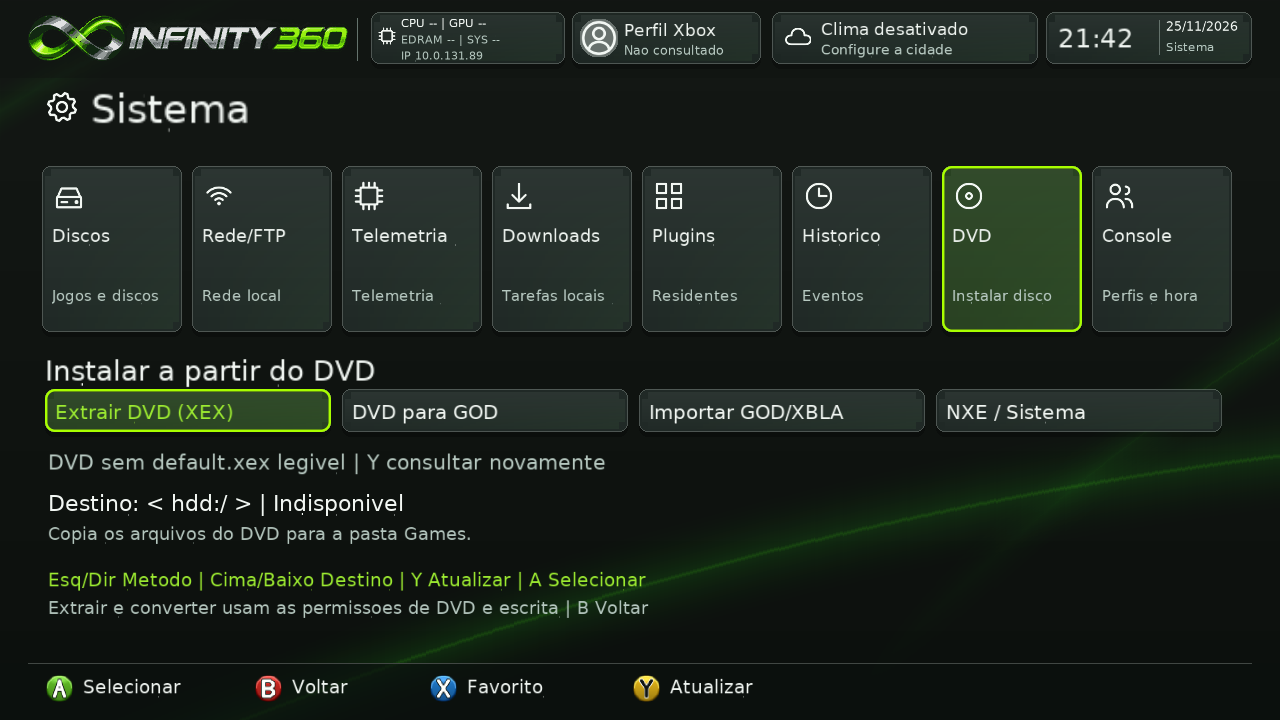 INFINITY 360
CPU -- | GPU --
EDRAM -- | SYS --
IP 10.0.131.89
Perfil Xbox
Nao consultado
Clima desativado
Configure a cidade
21:42
25/11/2026
Sistema
Sistema
Discos
Jogos e discos
Rede/FTP
Rede local
Telemetria
Telemetria
Downloads
Tarefas locais
Plugins
Residentes
Historico
Eventos
DVD
Instalar disco
Console
Perfis e hora
Instalar a partir do DVD
Extrair DVD (XEX)
DVD para GOD
Importar GOD/XBLA
NXE / Sistema
DVD sem default.xex legivel | Y consultar novamente
Destino: < hdd:/ > | Indisponivel
Copia os arquivos do DVD para a pasta Games.
Esq/Dir Metodo | Cima/Baixo Destino | Y Atualizar | A Selecionar
Extrair e converter usam as permissoes de DVD e escrita | B Voltar
A Selecionar
B Voltar
X Favorito
Y Atualizar